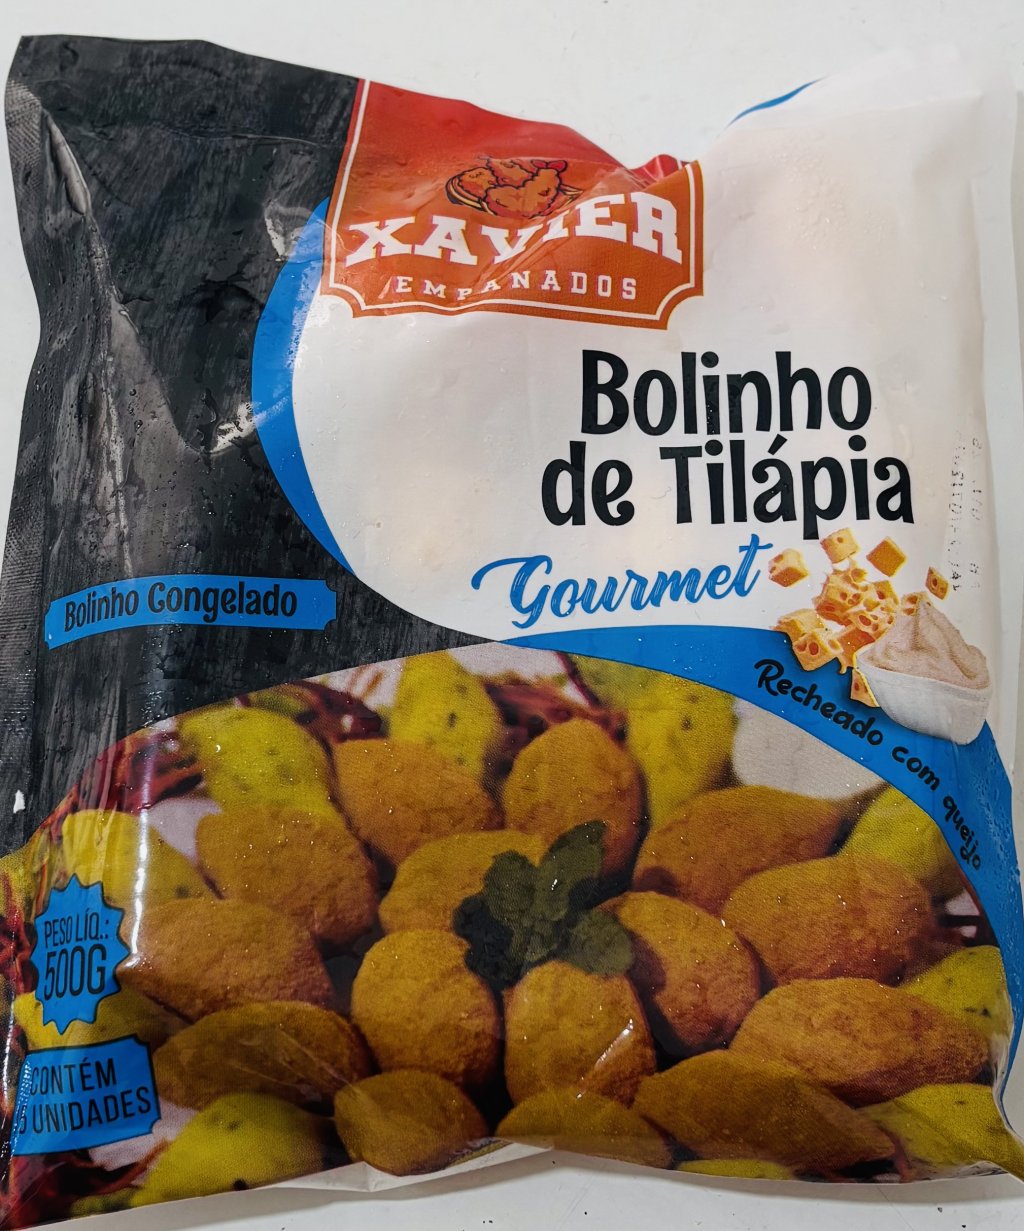 XAVIER
EMPANADOS
Bolinho
de Tilápia
Gourmet
Bolinho Congelado
Recheado com queijo
PESO LÍQ.:
500G
CONTÉM
UNIDADES